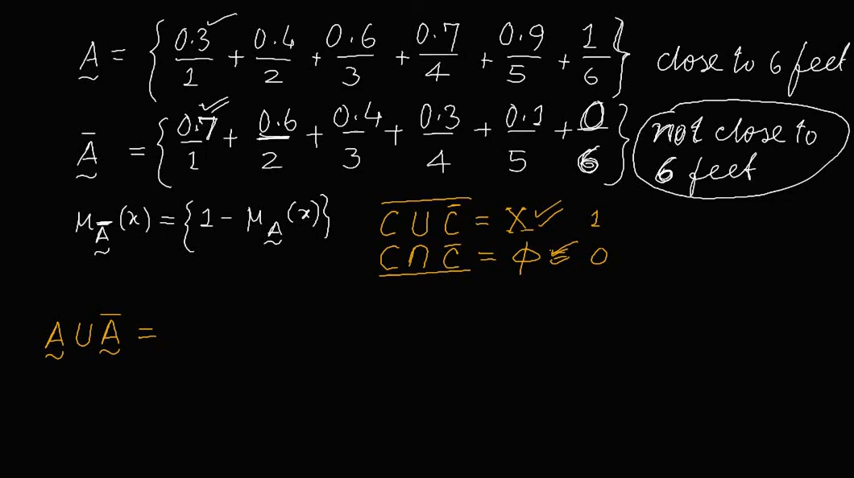 A̰ = { 0.3/1 + 0.4/2 + 0.6/3 + 0.7/4 + 0.9/5 + 1/6 } close to 6 feet
Ā̰ = { 0.7/1 + 0.6/2 + 0.4/3 + 0.3/4 + 0.1/5 + 0/6 } not close to
6 feet
μ_Ā̰(x) = { 1 - μ_A̰(x) }
C ∪ C̄ = X ✓ 1
C ∩ C̄ = ϕ 0
A̰ ∪ Ā̰ =